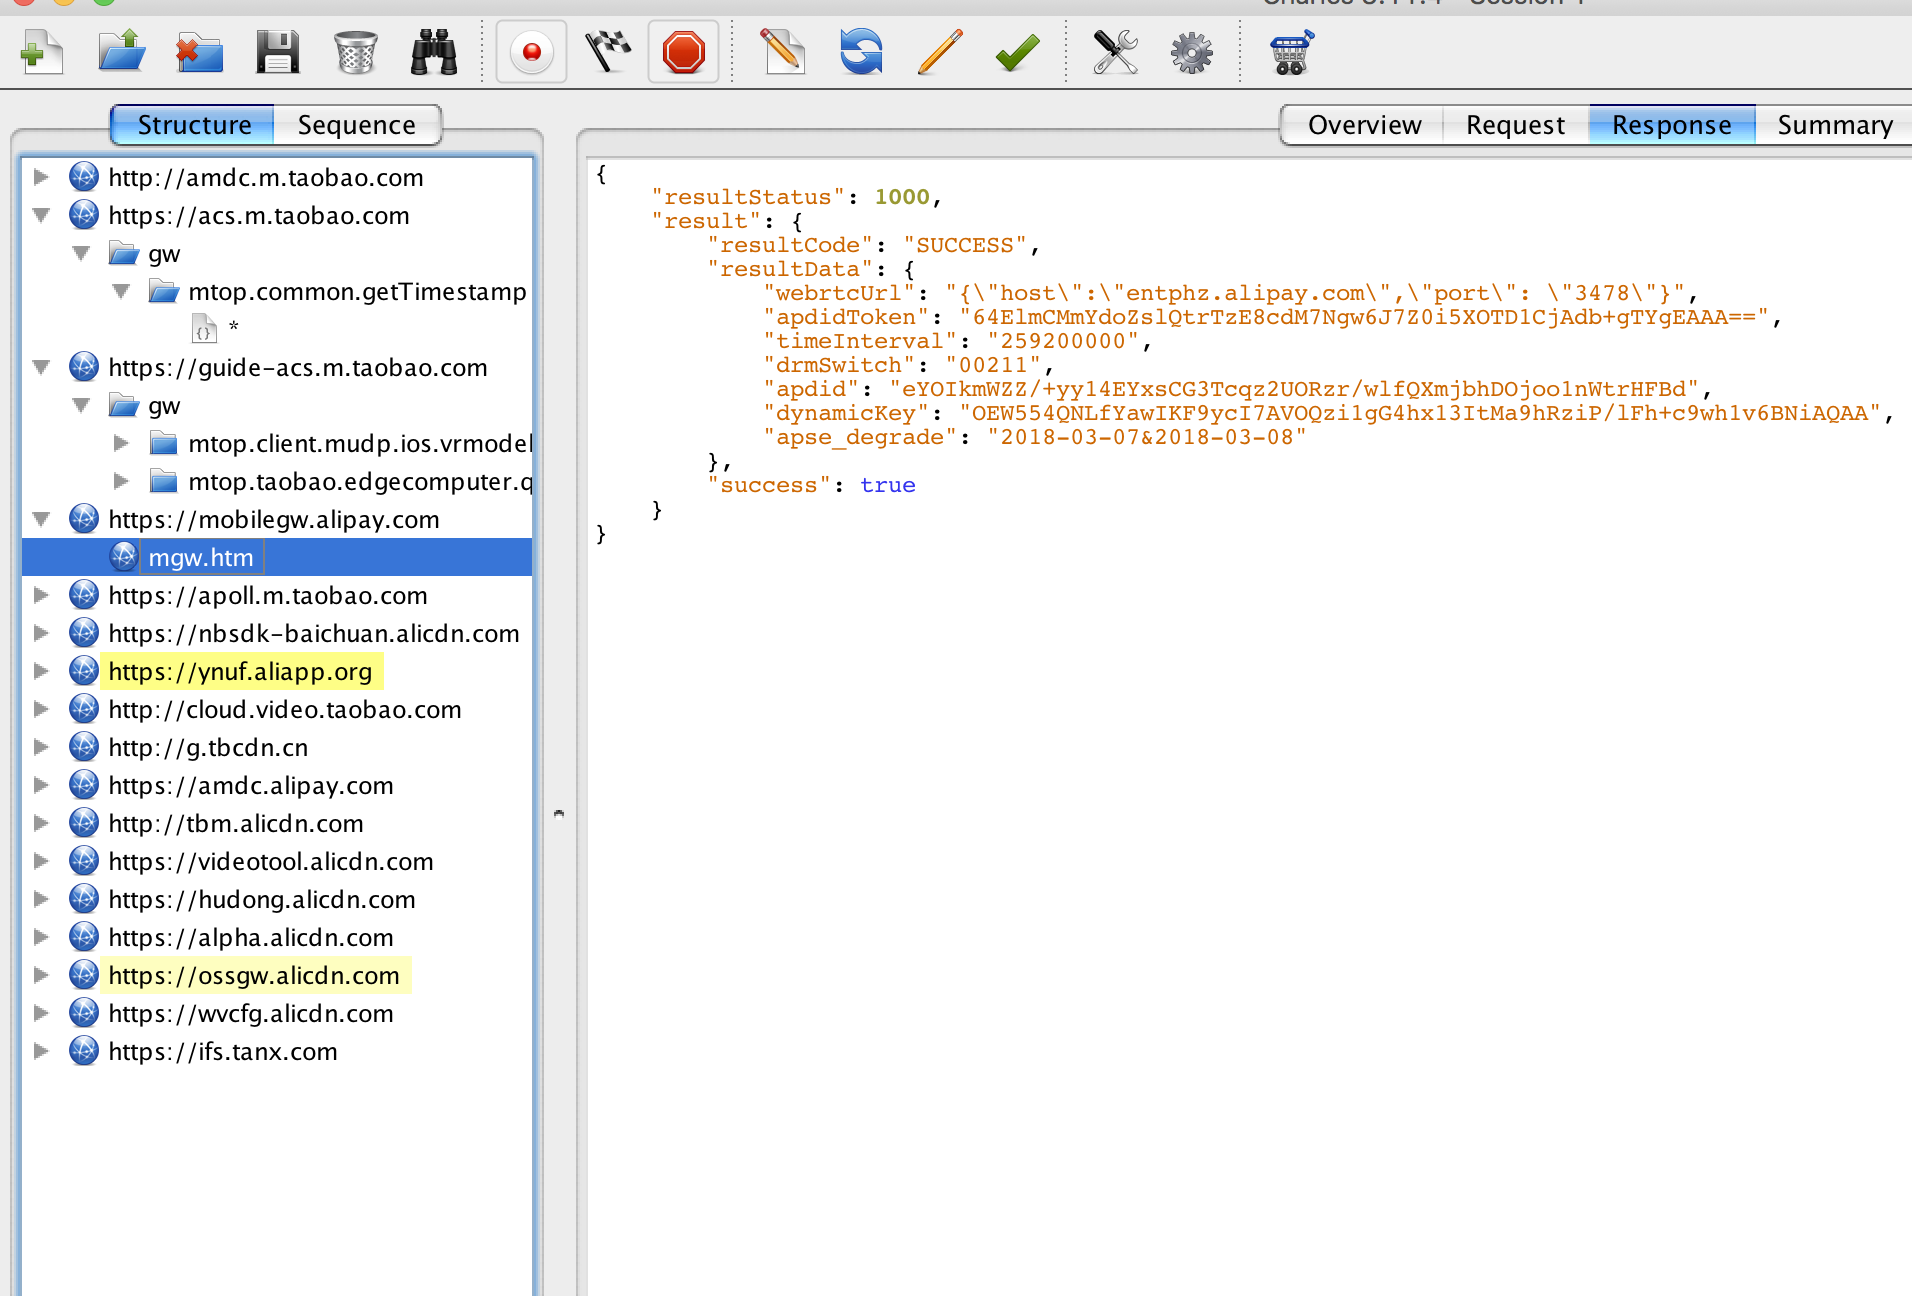 Structure
Sequence
http://amdc.m.taobao.com
https://acs.m.taobao.com
gw
mtop.common.getTimestamp
{}
*
https://guide-acs.m.taobao.com
gw
mtop.client.mudp.ios.vrmodel
mtop.taobao.edgecomputer.q
https://mobilegw.alipay.com
mgw.htm
https://apoll.m.taobao.com
https://nbsdk-baichuan.alicdn.com
https://ynuf.aliapp.org
http://cloud.video.taobao.com
http://g.tbcdn.cn
https://amdc.alipay.com
http://tbm.alicdn.com
https://videotool.alicdn.com
https://hudong.alicdn.com
https://alpha.alicdn.com
https://ossgw.alicdn.com
https://wvcfg.alicdn.com
https://ifs.tanx.com
Overview
Request
Response
Summary
{
"resultStatus": 1000,
"result": {
"resultCode": "SUCCESS",
"resultData": {
"webrtcUrl": "{\"host\":\"entphz.alipay.com\",\"port\": \"3478\"}",
"apdidToken": "64ElmCMmYdoZslQtrTzE8cdM7Ngw6J7Z0i5XOTD1CjAdb+gTYgEAAA==",
"timeInterval": "259200000",
"drmSwitch": "00211",
"apdid": "eYOIkmWZZ/+yy14EYxsCG3Tcqz2UORzr/wlfQXmjbhDOjoo1nWtrHFBd",
"dynamicKey": "OEW554QNLfYawIKF9ycI7AVOQzi1gG4hx13ItMa9hRziP/lFh+c9wh1v6BNiAQAA",
"apse_degrade": "2018-03-07&2018-03-08"
},
"success": true
}
}